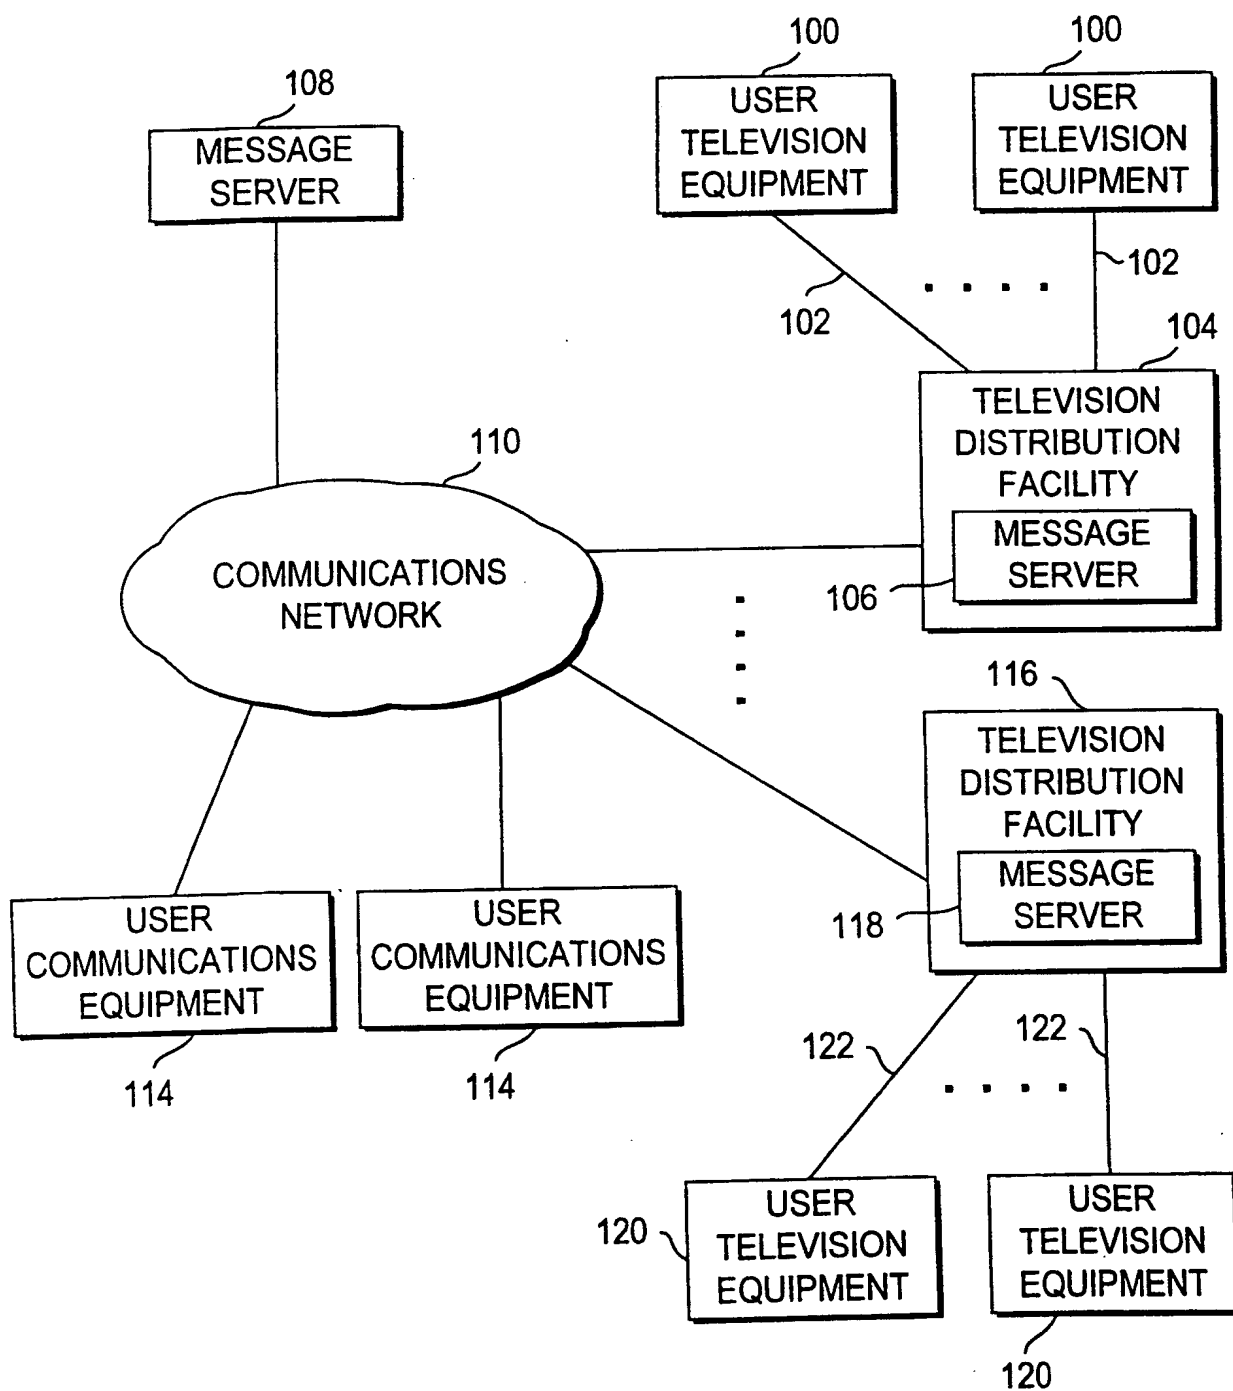 100
100
108
USER
TELEVISION
EQUIPMENT
USER
TELEVISION
EQUIPMENT
MESSAGE
SERVER
102
102
104
TELEVISION
DISTRIBUTION
FACILITY
MESSAGE
SERVER
106
110
COMMUNICATIONS
NETWORK
116
TELEVISION
DISTRIBUTION
FACILITY
MESSAGE
SERVER
118
USER
COMMUNICATIONS
EQUIPMENT
USER
COMMUNICATIONS
EQUIPMENT
114
114
122
122
USER
TELEVISION
EQUIPMENT
USER
TELEVISION
EQUIPMENT
120
120